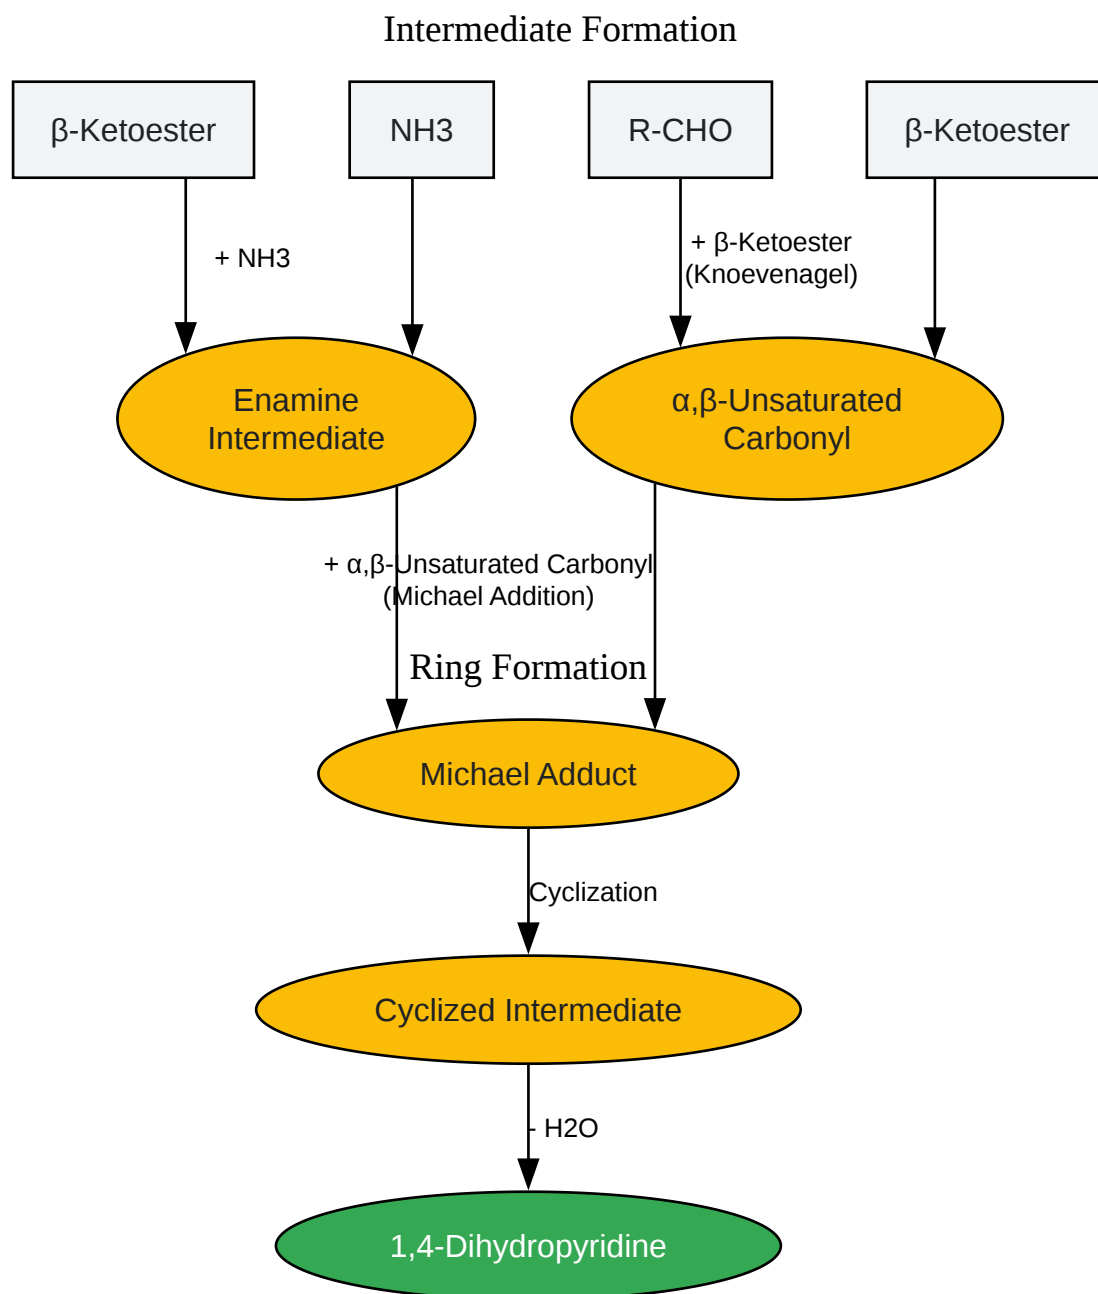 Intermediate Formation
β-Ketoester
NH3
R-CHO
β-Ketoester
+ NH3
+ β-Ketoester
(Knoevenagel)
Enamine
Intermediate
α,β-Unsaturated
Carbonyl
+ α,β-Unsaturated Carbonyl
(Michael Addition)
Ring Formation
Michael Adduct
Cyclization
Cyclized Intermediate
- H2O
1,4-Dihydropyridine